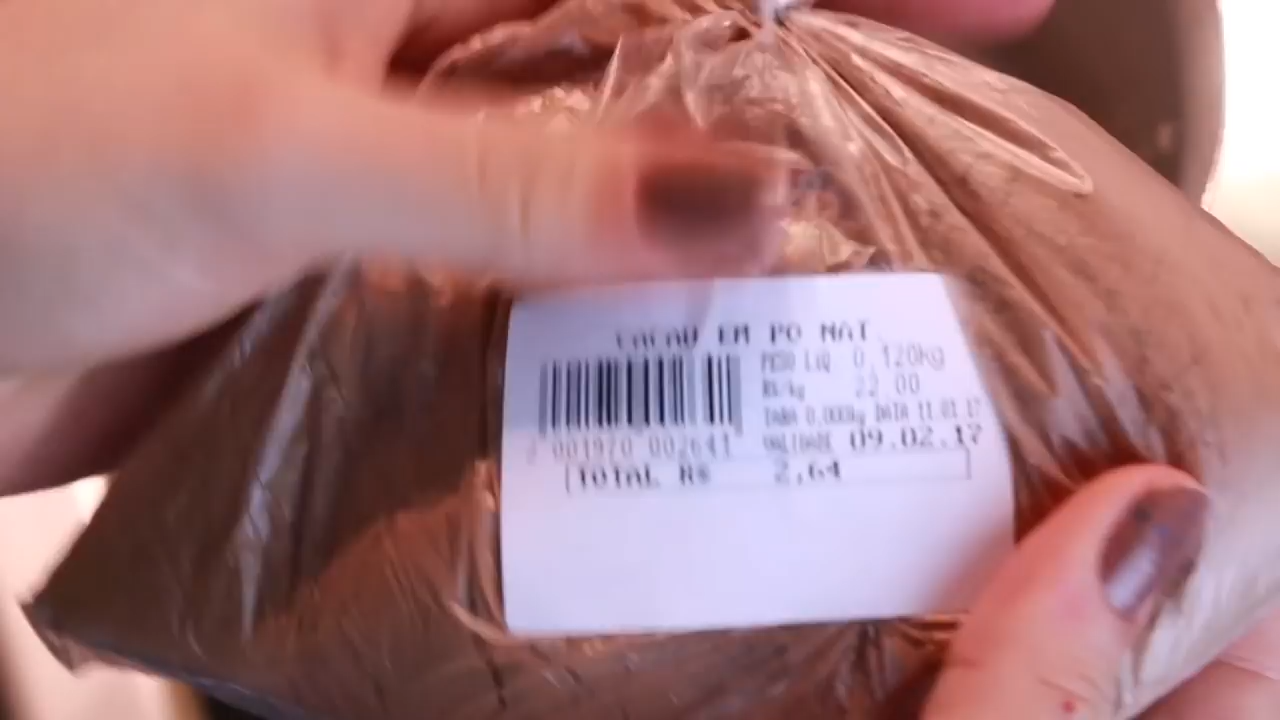 CACAU EM PO NAT
PESO LIQ 0,120kg
R$/kg 22,00
TARA 0,000kg DATA 11.01.17
VALIDADE 09.02.17
2 001970 002641
TOTAL R$ 2,64